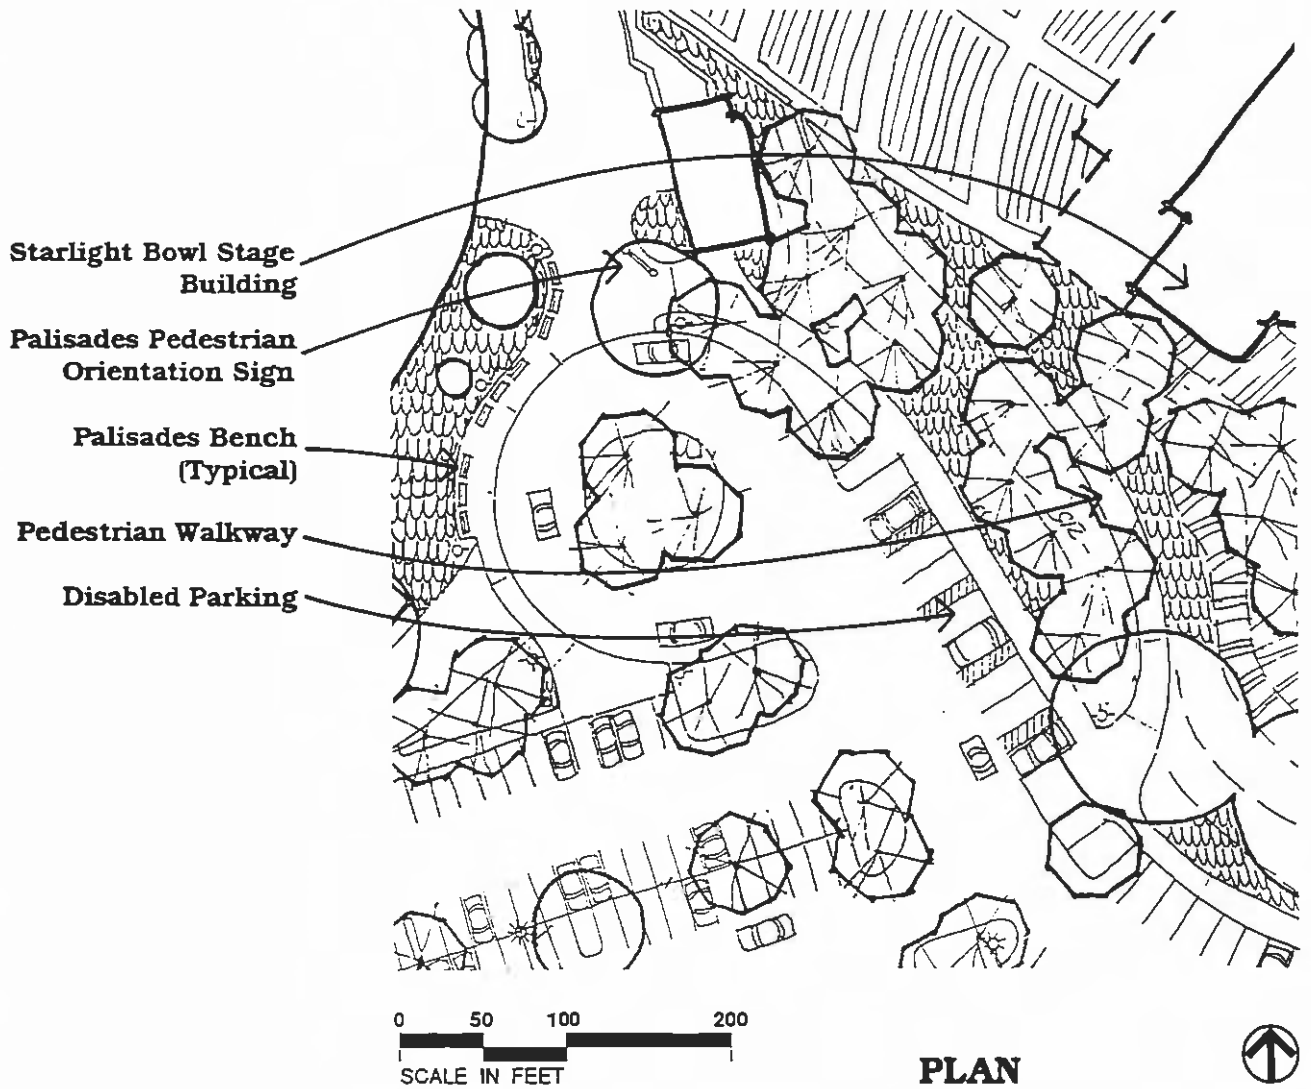 Starlight Bowl Stage
Building
Palisades Pedestrian
Orientation Sign
Palisades Bench
(Typical)
Pedestrian Walkway
Disabled Parking
0 50 100 200
SCALE IN FEET
PLAN